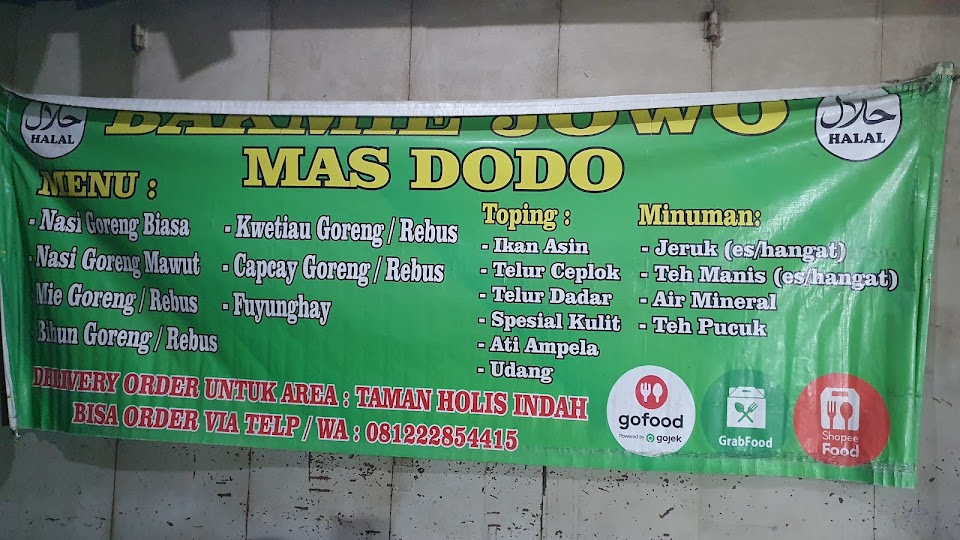 BAKMIE JOWO
MAS DODO
حلال
HALAL
حلال
HALAL
MENU :
- Nasi Goreng Biasa
- Nasi Goreng Mawut
- Mie Goreng / Rebus
Bihun Goreng / Rebus
- Kwetiau Goreng / Rebus
- Capcay Goreng / Rebus
- Fuyunghay
Toping :
- Ikan Asin
- Telur Ceplok
- Telur Dadar
- Spesial Kulit
- Ati Ampela
- Udang
Minuman:
- Jeruk (es/hangat)
- Teh Manis (es/hangat)
- Air Mineral
- Teh Pucuk
DELIVERY ORDER UNTUK AREA : TAMAN HOLIS INDAH
BISA ORDER VIA TELP / WA : 081222854415
gofood
Powered by gojek
GrabFood
Shopee
Food